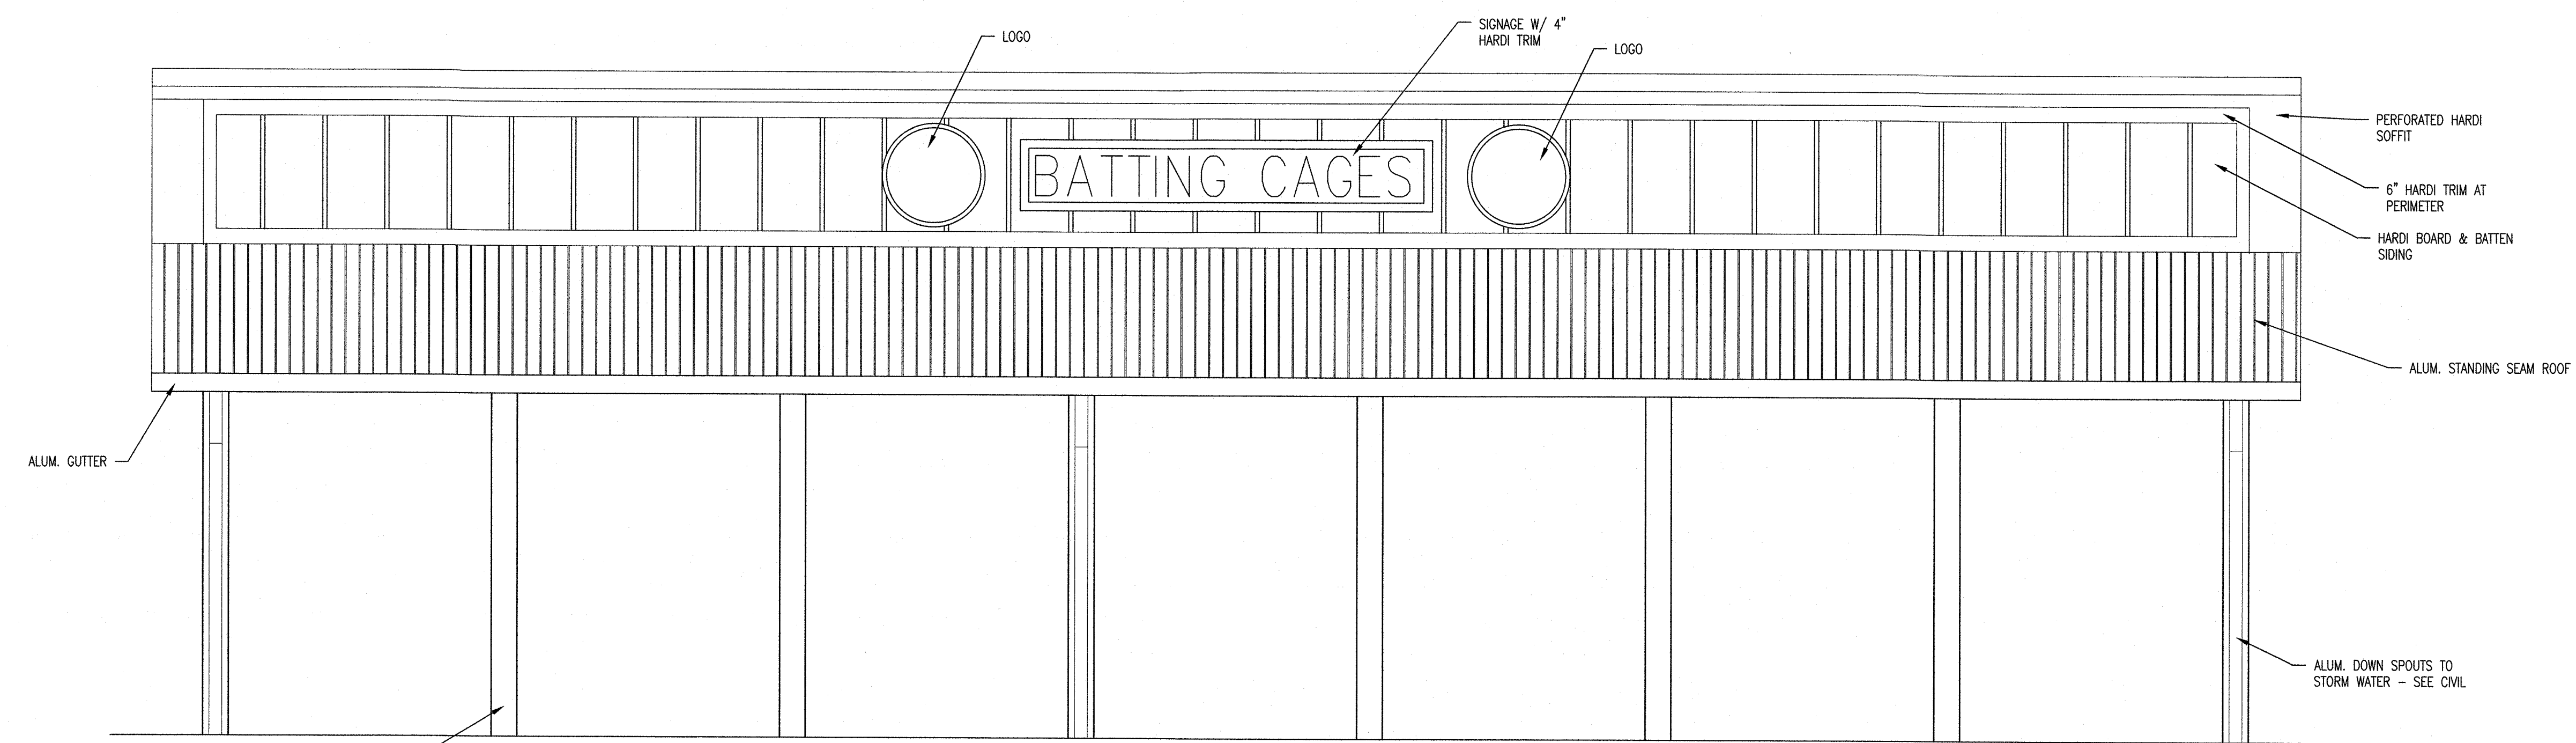 SIGNAGE W/ 4"
HARDI TRIM
LOGO
LOGO
BATTING CAGES
PERFORATED HARDI
SOFFIT
6" HARDI TRIM AT
PERIMETER
HARDI BOARD & BATTEN
SIDING
ALUM. STANDING SEAM ROOF
ALUM. GUTTER
ALUM. DOWN SPOUTS TO
STORM WATER – SEE CIVIL